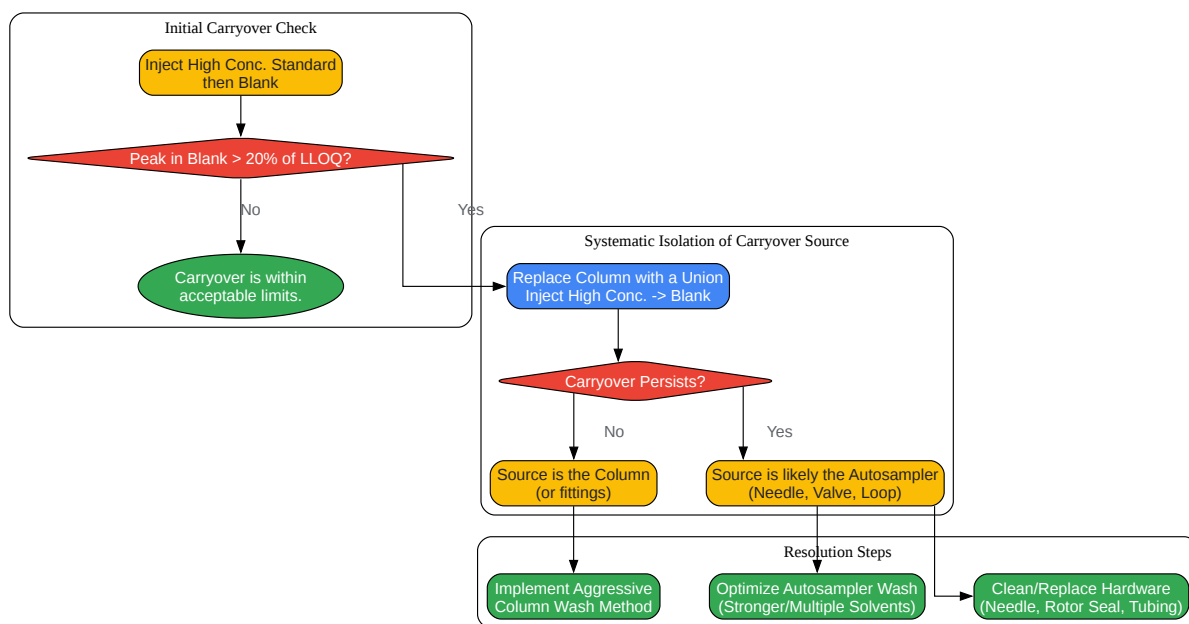 Initial Carryover Check
Inject High Conc. Standard
then Blank
Peak in Blank > 20% of LLOQ?
No
Yes
Carryover is within
acceptable limits.
Systematic Isolation of Carryover Source
Replace Column with a Union
Inject High Conc. -> Blank
Carryover Persists?
No
Yes
Source is the Column
(or fittings)
Source is likely the Autosampler
(Needle, Valve, Loop)
Resolution Steps
Implement Aggressive
Column Wash Method
Optimize Autosampler Wash
(Stronger/Multiple Solvents)
Clean/Replace Hardware
(Needle, Rotor Seal, Tubing)